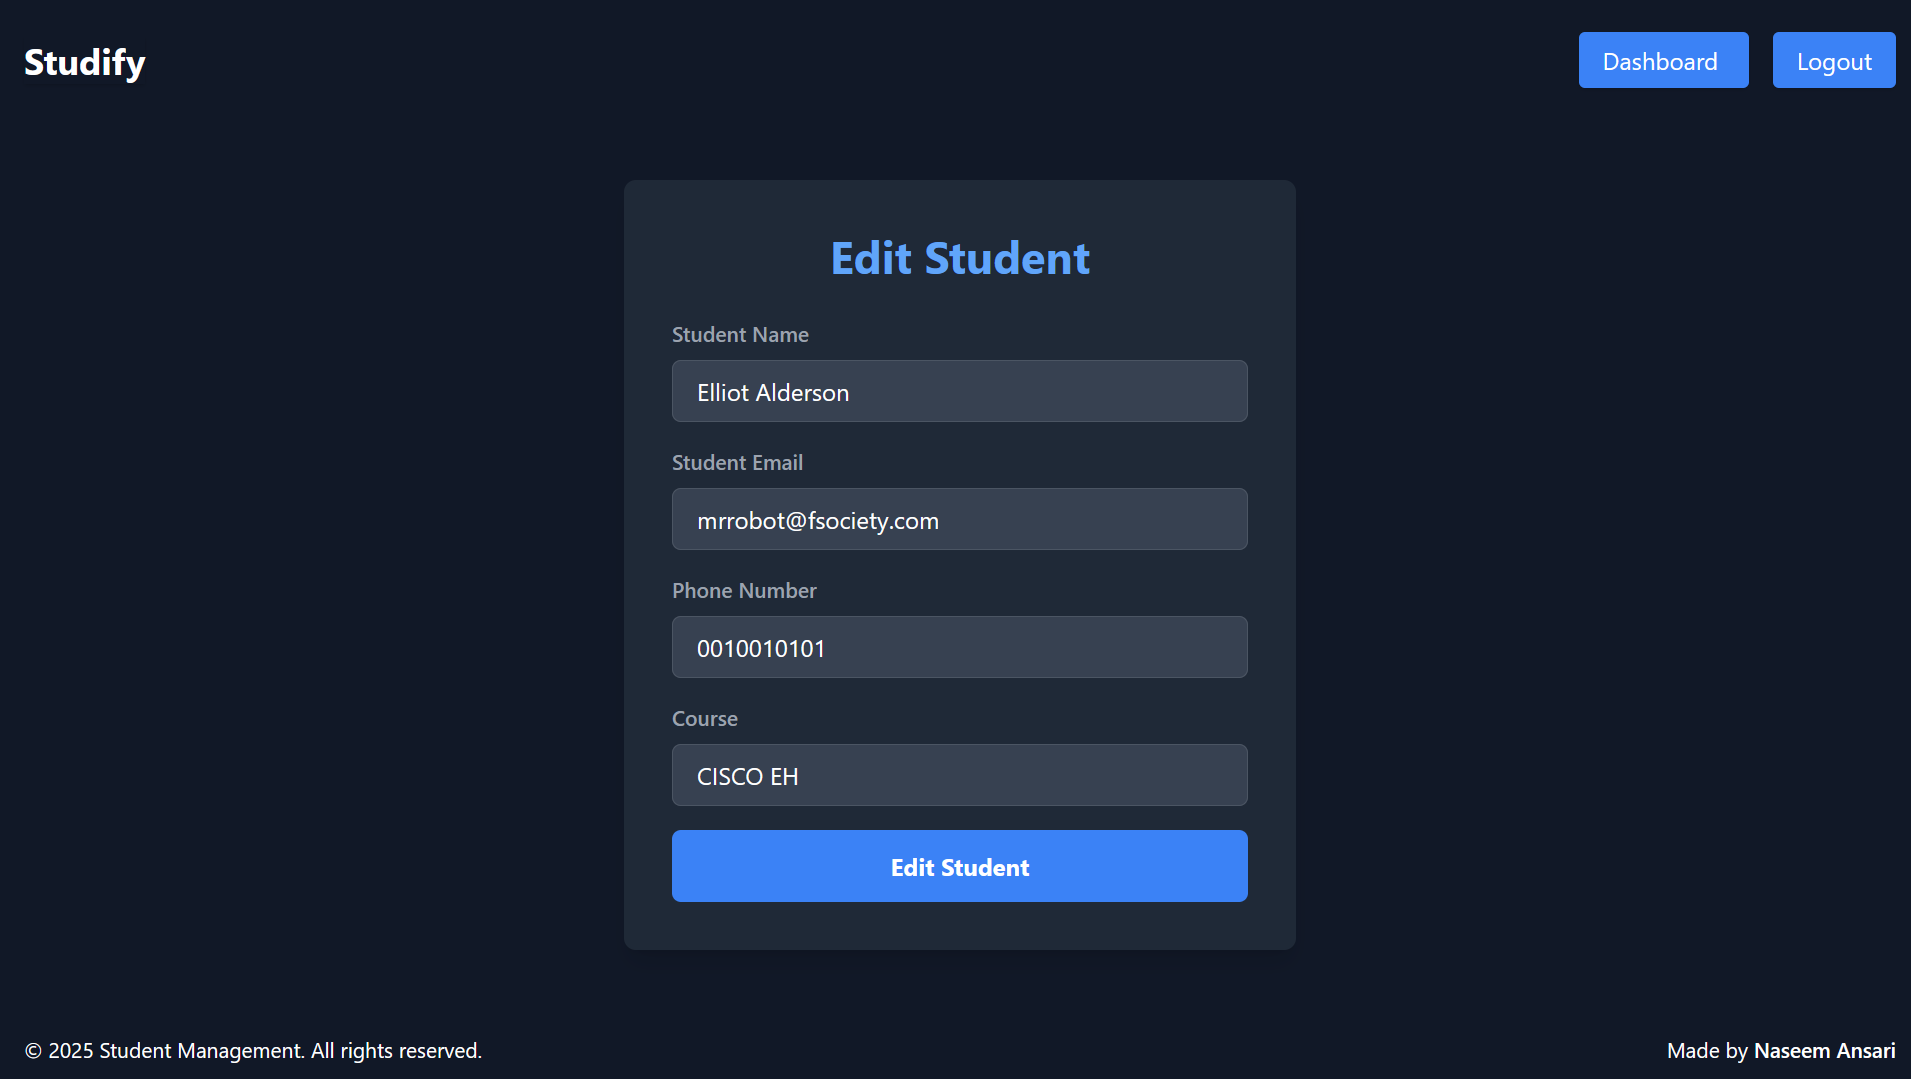 Studify
Dashboard
Logout
Edit Student
Student Name
Elliot Alderson
Student Email
mrrobot@fsociety.com
Phone Number
0010010101
Course
CISCO EH
Edit Student
© 2025 Student Management. All rights reserved.
Made by Naseem Ansari